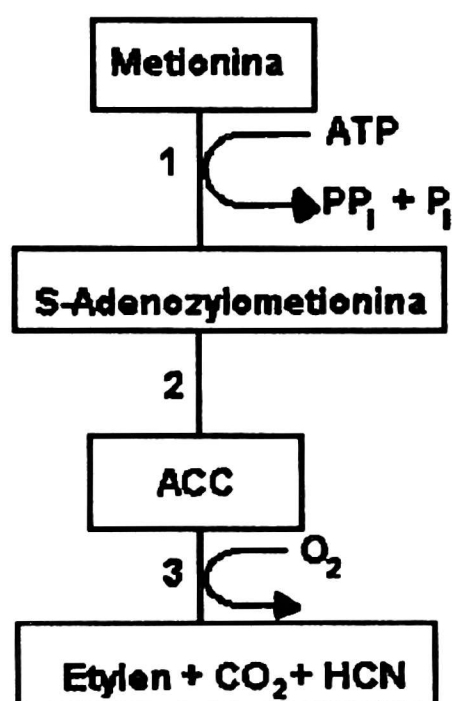 Metionina
1
ATP
PPi + Pi
S-Adenozylometionina
2
ACC
3
O2
Etylen + CO2 + HCN